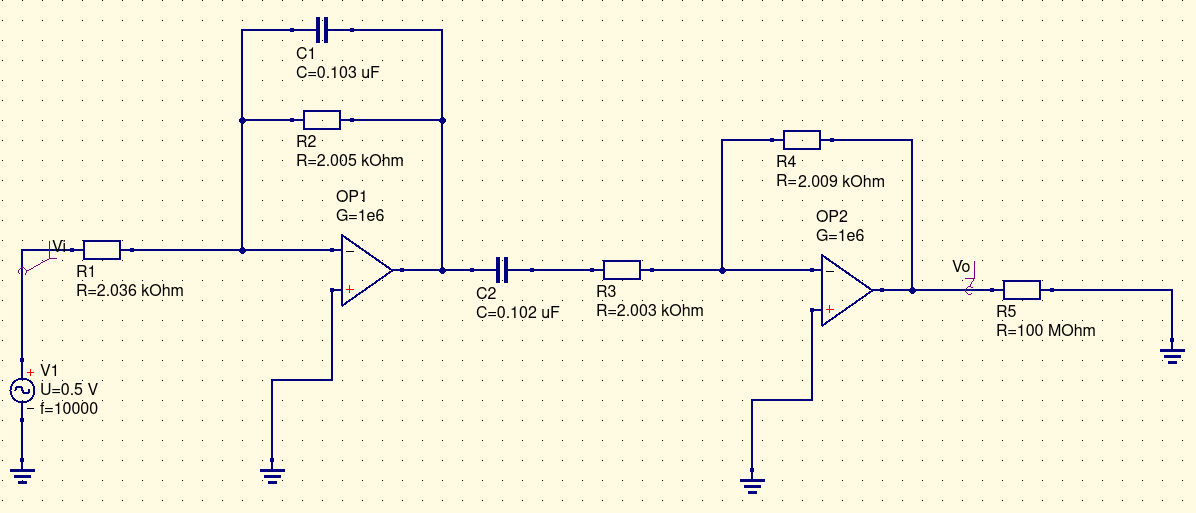 C1
C=0.103 uF
R2
R=2.005 kOhm
R4
R=2.009 kOhm
OP1
G=1e6
OP2
G=1e6
Vi
R1
R=2.036 kOhm
C2
C=0.102 uF
R3
R=2.003 kOhm
Vo
R5
R=100 MOhm
V1
U=0.5 V
f=10000